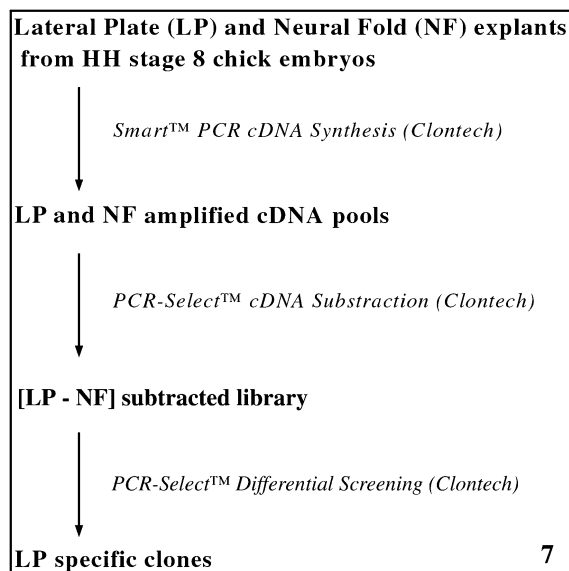 Lateral Plate (LP) and Neural Fold (NF) explants
from HH stage 8 chick embryos
Smart™ PCR cDNA Synthesis (Clontech)
LP and NF amplified cDNA pools
PCR-Select™ cDNA Substraction (Clontech)
[LP - NF] subtracted library
PCR-Select™ Differential Screening (Clontech)
LP specific clones
7